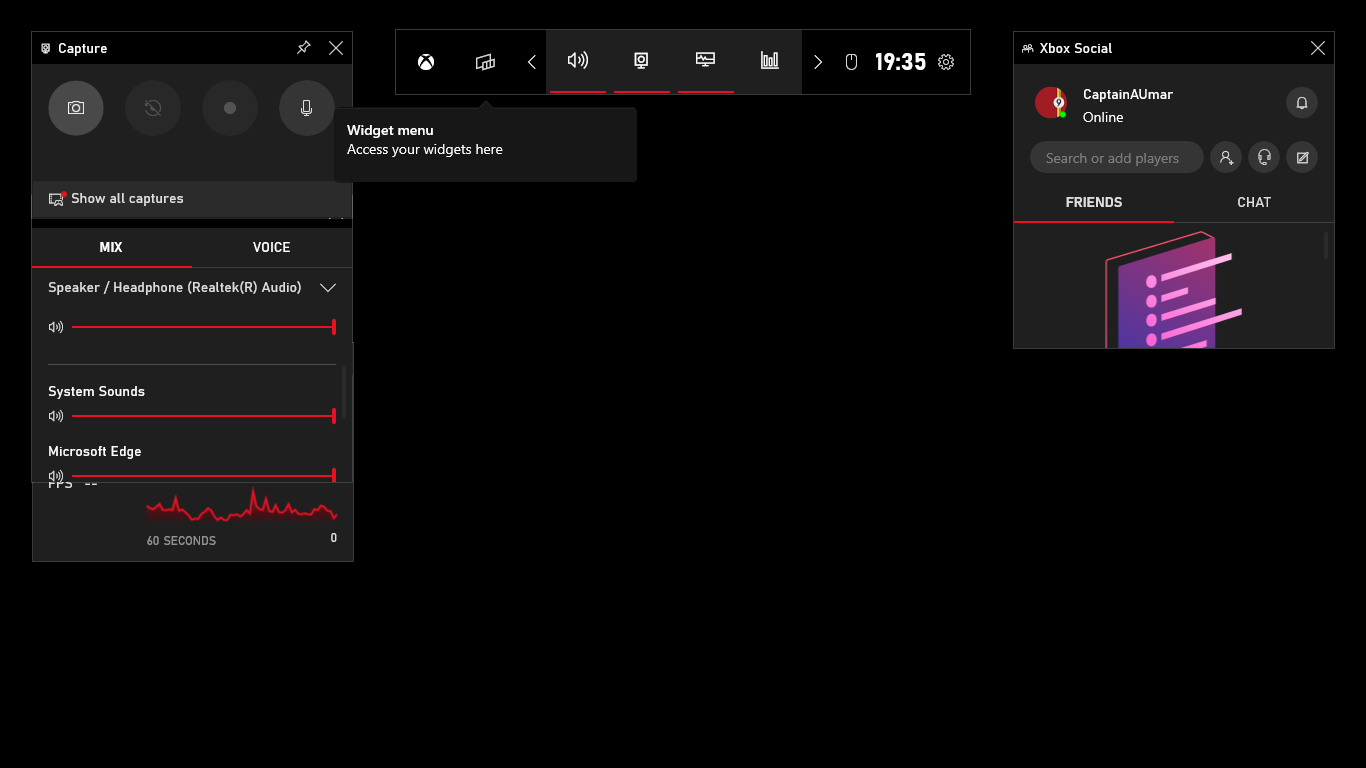 Capture
Show all captures
MIX VOICE
Speaker / Headphone (Realtek(R) Audio)
System Sounds
Microsoft Edge
FPS --
60 SECONDS 0
19:35
Widget menu
Access your widgets here
Xbox Social
CaptainAUmar
9
Online
Search or add players
FRIENDS CHAT